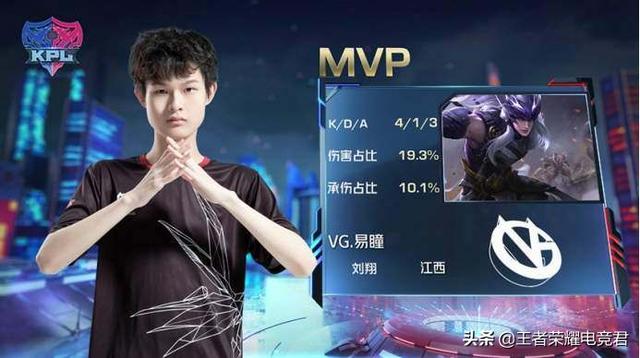 KPL
MVP
K/D/A 4/1/3
伤害占比 19.3%
承伤占比 10.1%
VG.易瞳
刘翔 江西
VG
头条 @王者荣耀电竞君